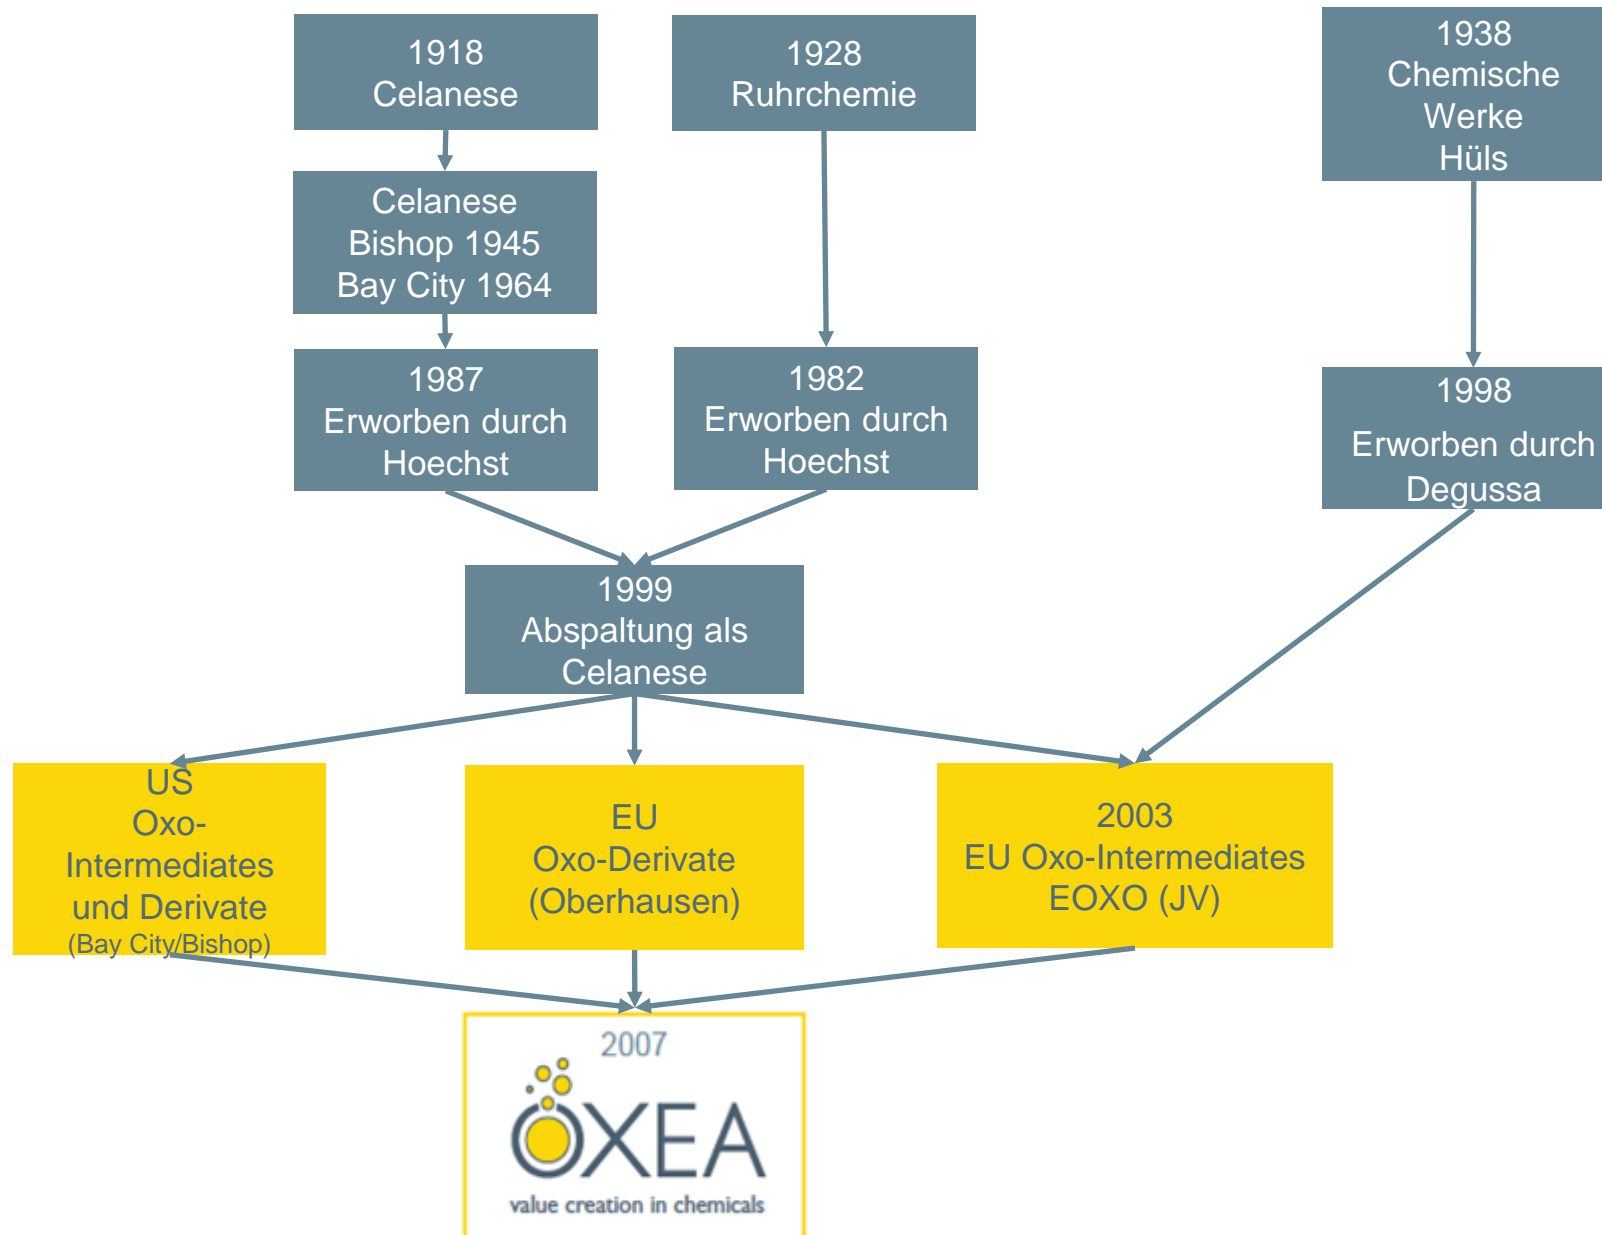 1918
Celanese
1928
Ruhrchemie
1938
Chemische
Werke
Hüls
Celanese
Bishop 1945
Bay City 1964
1987
Erworben durch
Hoechst
1982
Erworben durch
Hoechst
1998
Erworben durch
Degussa
1999
Abspaltung als
Celanese
US
Oxo-
Intermediates
und Derivate
(Bay City/Bishop)
EU
Oxo-Derivate
(Oberhausen)
2003
EU Oxo-Intermediates
EOXO (JV)
2007
OXEA
value creation in chemicals